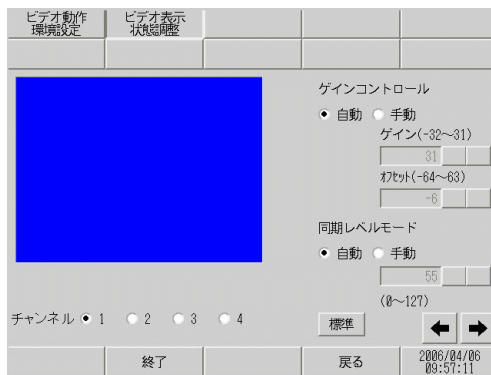 ビデオ動作
環境設定
ビデオ表示
状態調整
ゲインコントロール
自動 手動
ゲイン(-32～31)
31
ｵﾌｾｯﾄ(-64～63)
-6
同期レベルモード
自動 手動
55
(0～127)
チャンネル 1 2 3 4
標準
終了
戻る
2006/04/06
09:57:11